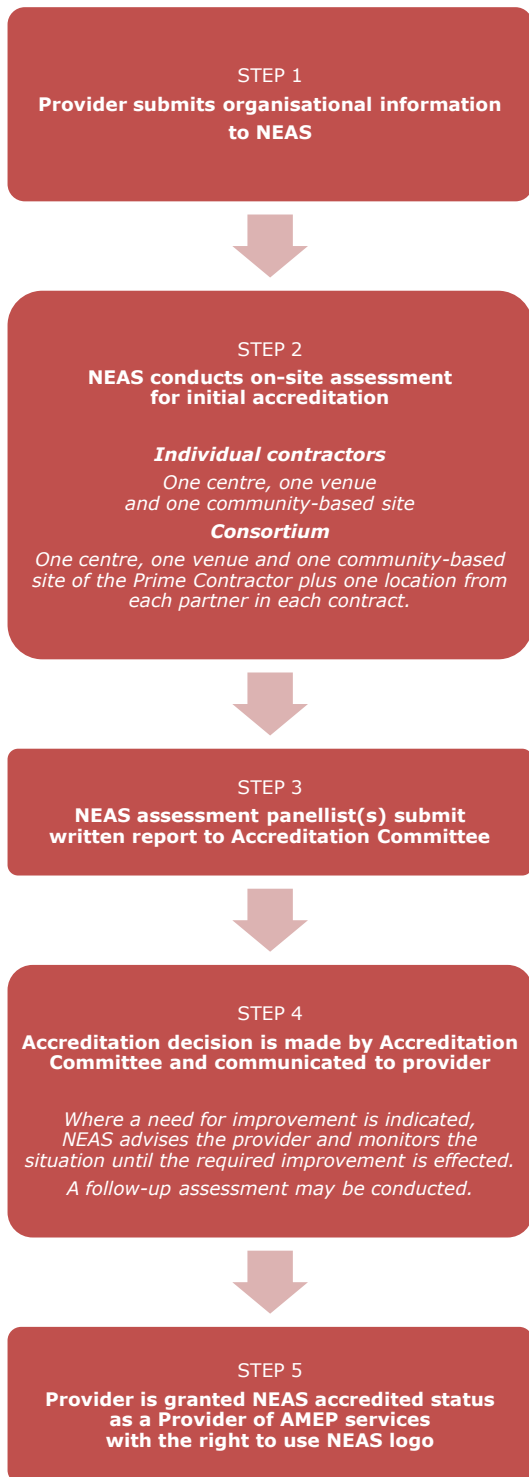 STEP 1
Provider submits organisational information
to NEAS
STEP 2
NEAS conducts on-site assessment
for initial accreditation
Individual contractors
One centre, one venue
and one community-based site
Consortium
One centre, one venue and one community-based
site of the Prime Contractor plus one location from
each partner in each contract.
STEP 3
NEAS assessment panellist(s) submit
written report to Accreditation Committee
STEP 4
Accreditation decision is made by Accreditation
Committee and communicated to provider
Where a need for improvement is indicated,
NEAS advises the provider and monitors the
situation until the required improvement is effected.
A follow-up assessment may be conducted.
STEP 5
Provider is granted NEAS accredited status
as a Provider of AMEP services
with the right to use NEAS logo